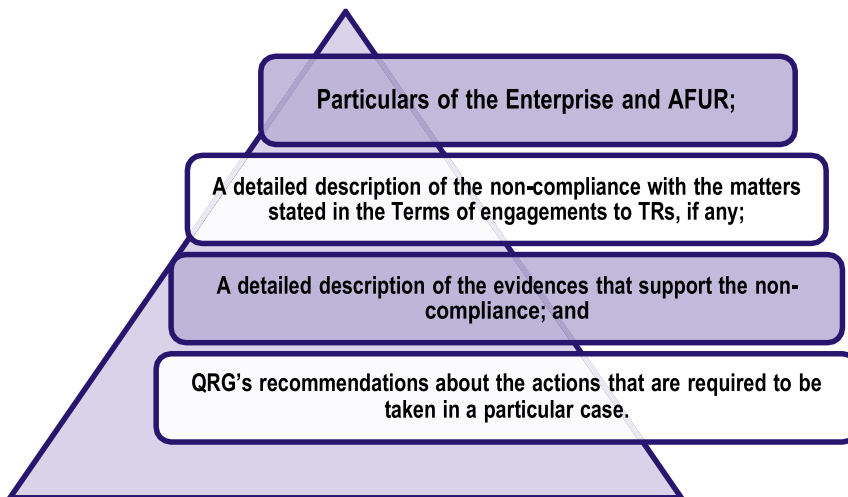 Particulars of the Enterprise and AFUR;
A detailed description of the non-compliance with the matters
stated in the Terms of engagements to TRs, if any;
A detailed description of the evidences that support the non-
compliance; and
QRG's recommendations about the actions that are required to be
taken in a particular case.